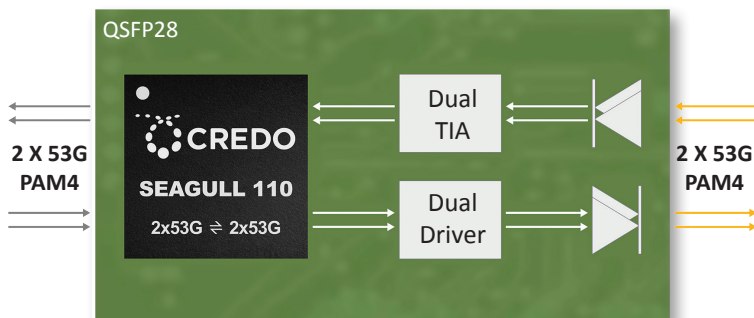 QSFP28
2 X 53G
PAM4
CREDO
SEAGULL 110
2x53G ⇌ 2x53G
Dual
TIA
Dual
Driver
2 X 53G
PAM4